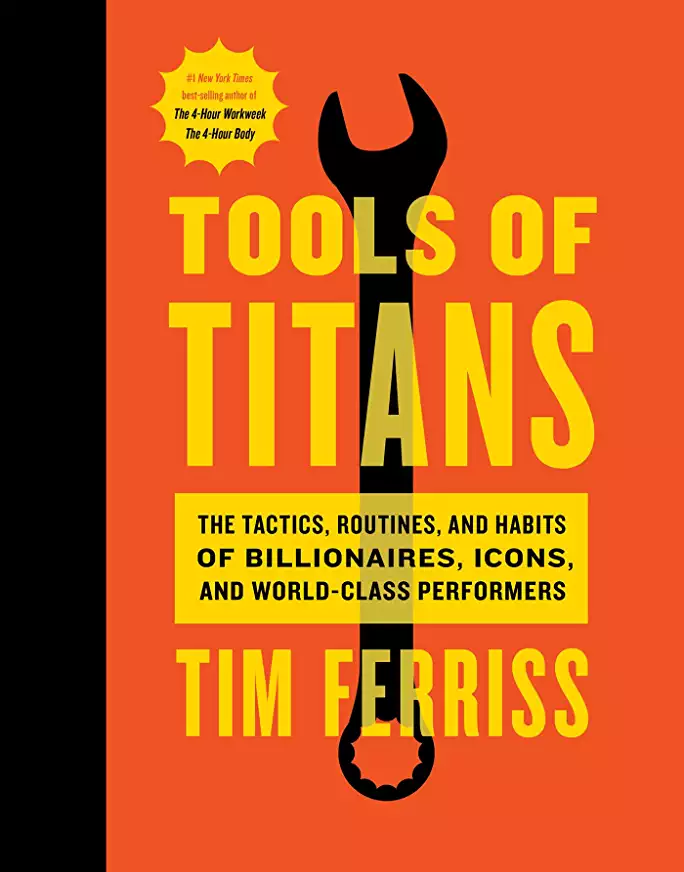 #1 New York Times
best-selling author of
The 4-Hour Workweek
The 4-Hour Body
TOOLS OF
TITANS
THE TACTICS, ROUTINES, AND HABITS
OF BILLIONAIRES, ICONS,
AND WORLD-CLASS PERFORMERS
TIM FERRISS